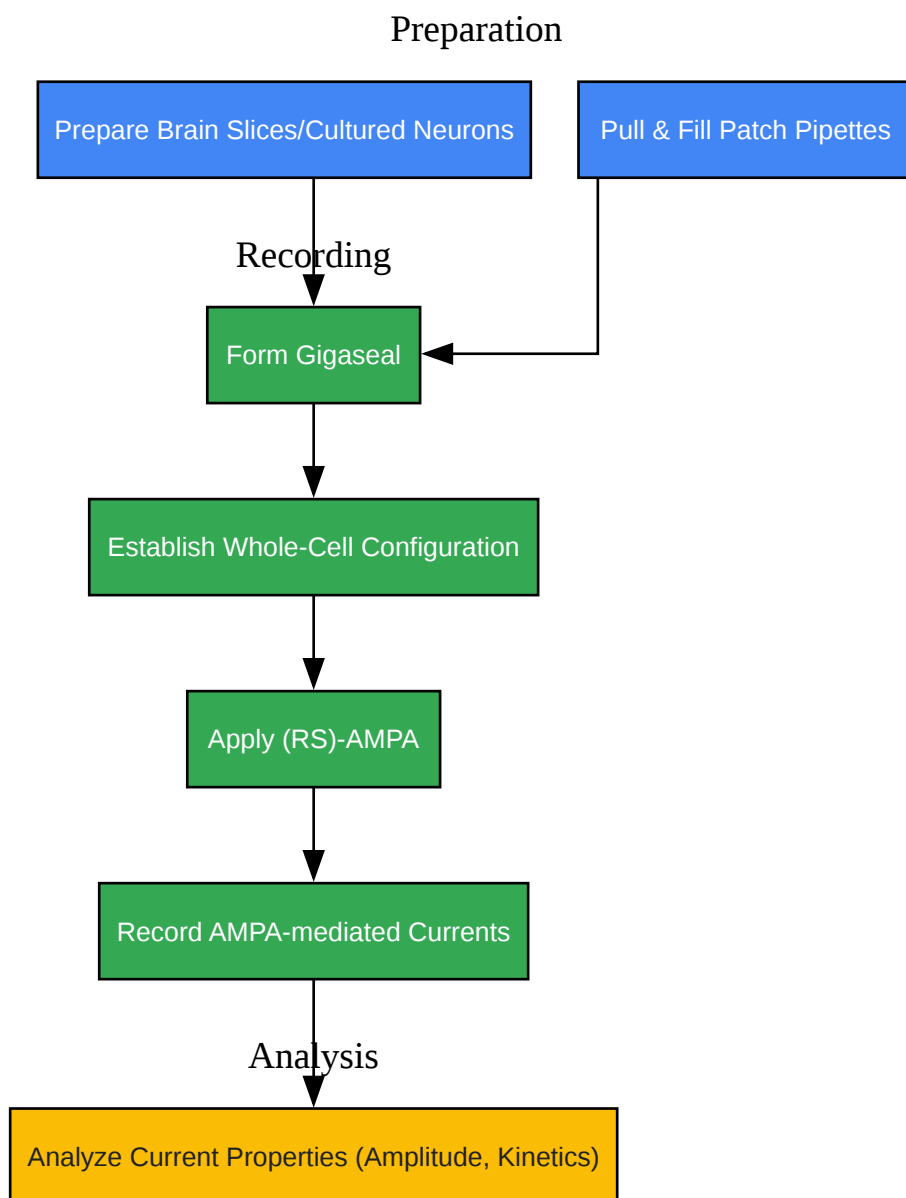 Preparation
Prepare Brain Slices/Cultured Neurons
Pull & Fill Patch Pipettes
Recording
Form Gigaseal
Establish Whole-Cell Configuration
Apply (RS)-AMPA
Record AMPA-mediated Currents
Analysis
Analyze Current Properties (Amplitude, Kinetics)